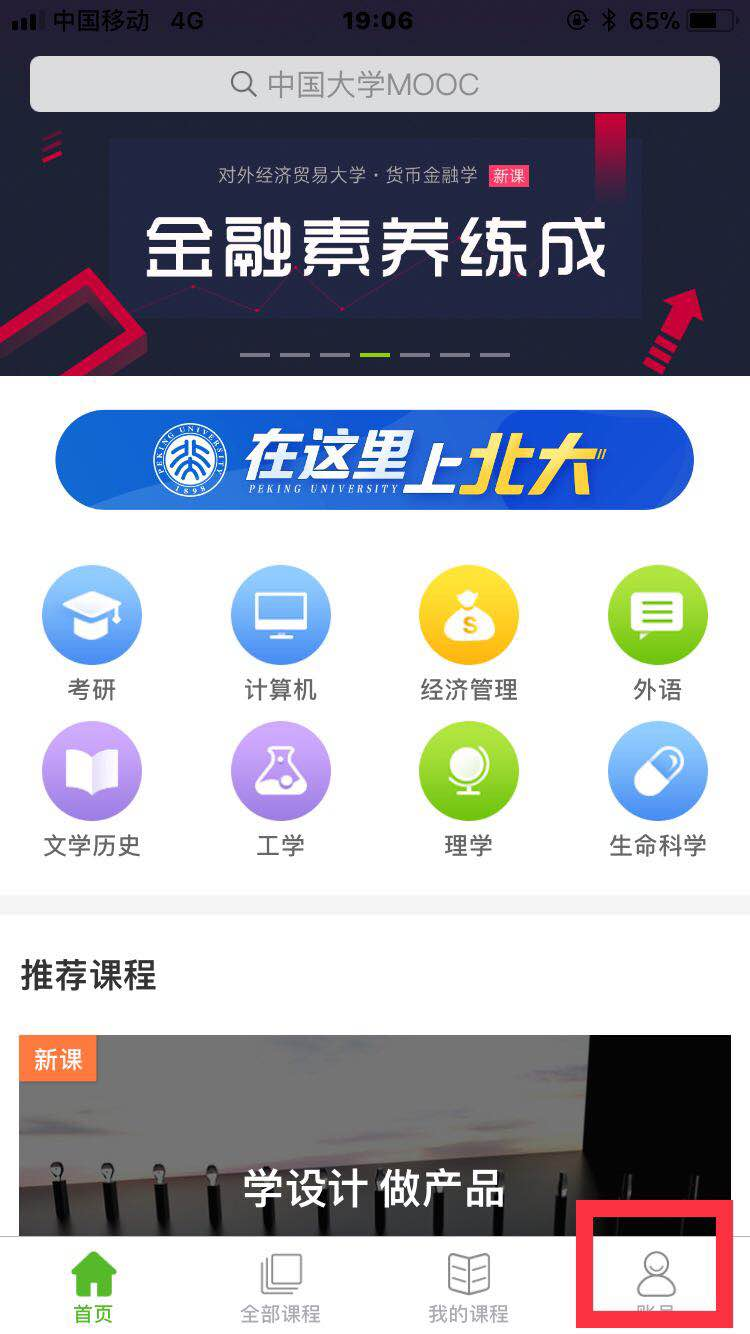 中国移动 4G 19:06 65%
中国大学MOOC
对外经济贸易大学·货币金融学 新课
金融素养练成
在这里上北大
PEKING UNIVERSITY
PEKING UNIVERSITY
1898
考研 计算机 经济管理 外语
文学历史 工学 理学 生命科学
推荐课程
新课
学设计 做产品
首页 全部课程 我的课程